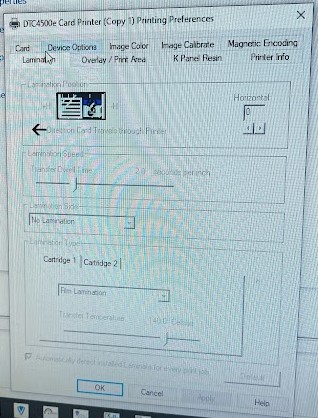 DTC4500e Card Printer (Copy 1) Printing Preferences
Card Device Options Image Color Image Calibrate Magnetic Encoding
Lamination Overlay / Print Area K Panel Resin Printer Info
Lamination Position
Horizontal
0
Direction Card Travels through Printer
Lamination Speed
Transfer Dwell Time
seconds per inch
Lamination Side
No Lamination
Lamination Type
Cartridge 1 Cartridge 2
Film Lamination
Transfer Temperature
Automatically detect installed Laminate for each print job.
Default
OK Cancel Apply Help